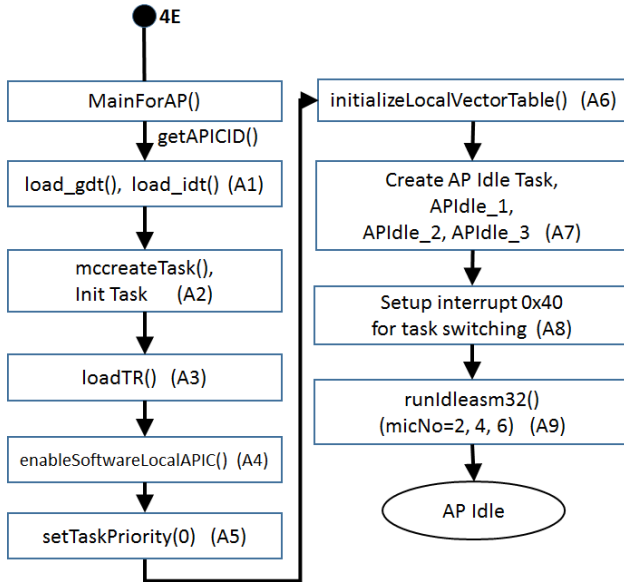 4E
MainForAP()
getAPICID()
load_gdt(), load_idt() (A1)
mccreateTask(),
Init Task (A2)
loadTR() (A3)
enableSoftwareLocalAPIC() (A4)
setTaskPriority(0) (A5)
initializeLocalVectorTable() (A6)
Create AP Idle Task,
APIdle_1,
APIdle_2, APIdle_3 (A7)
Setup interrupt 0x40
for task switching (A8)
runIdleasm32()
(micNo=2, 4, 6) (A9)
AP Idle